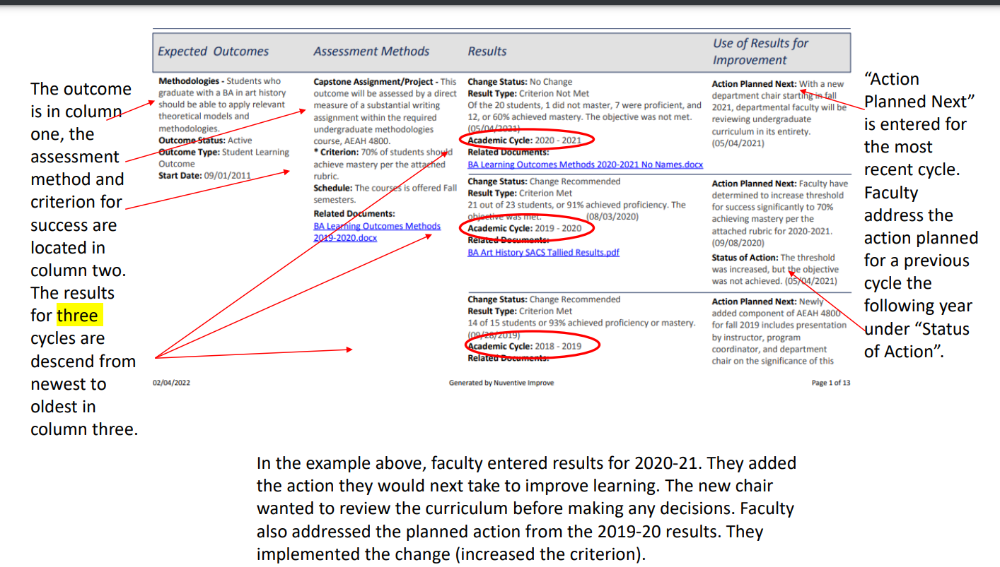 Expected Outcomes
Assessment Methods
Results
Use of Results for
Improvement
The outcome
is in column
one, the
assessment
method and
criterion for
success are
located in
column two.
The results
for three
cycles are
descend from
newest to
oldest in
column three.
Methodologies - Students who
graduate with a BA in art history
should be able to apply relevant
theoretical models and
methodologies.
Outcome Status: Active
Outcome Type: Student Learning
Outcome
Start Date: 09/01/2011
Capstone Assignment/Project - This
outcome will be assessed by a direct
measure of a substantial writing
assignment within the required
undergraduate methodologies
course, AEAH 4800.
* Criterion: 70% of students should
achieve mastery per the attached
rubric.
Schedule: The courses is offered Fall
semesters.
Related Documents:
BA Learning Outcomes Methods
2019-2020.docx
Change Status: No Change
Result Type: Criterion Not Met
Of the 20 students, 1 did not master, 7 were proficient, and
12, or 60% achieved mastery. The objective was not met.
(05/04/2021)
Academic Cycle: 2020 - 2021
Related Documents:
BA Learning Outcomes Methods 2020-2021 No Names.docx
Change Status: Change Recommended
Result Type: Criterion Met
21 out of 23 students, or 91% achieved proficiency. The
objective was met. (08/03/2020)
Academic Cycle: 2019 - 2020
Related Documents:
BA Art History SACS Tallied Results.pdf
Change Status: Change Recommended
Result Type: Criterion Met
14 of 15 students or 93% achieved proficiency or mastery.
(09/28/2019)
Academic Cycle: 2018 - 2019
Related Documents:
Action Planned Next: With a new
department chair starting in fall
2021, departmental faculty will be
reviewing undergraduate
curriculum in its entirety.
(05/04/2021)
Action Planned Next: Faculty have
determined to increase threshold
for success significantly to 70%
achieving mastery per the
attached rubric for 2020-2021.
(09/08/2020)
Status of Action: The threshold
was increased, but the objective
was not achieved. (05/04/2021)
Action Planned Next: Newly
added component of AEAH 4800
for fall 2019 includes presentation
by instructor, program
coordinator, and department
chair on the significance of this
“Action
Planned Next”
is entered for
the most
recent cycle.
Faculty
address the
action planned
for a previous
cycle the
following year
under “Status
of Action”.
02/04/2022
Generated by Nuventive Improve
Page 1 of 13
In the example above, faculty entered results for 2020-21. They added
the action they would next take to improve learning. The new chair
wanted to review the curriculum before making any decisions. Faculty
also addressed the planned action from the 2019-20 results. They
implemented the change (increased the criterion).